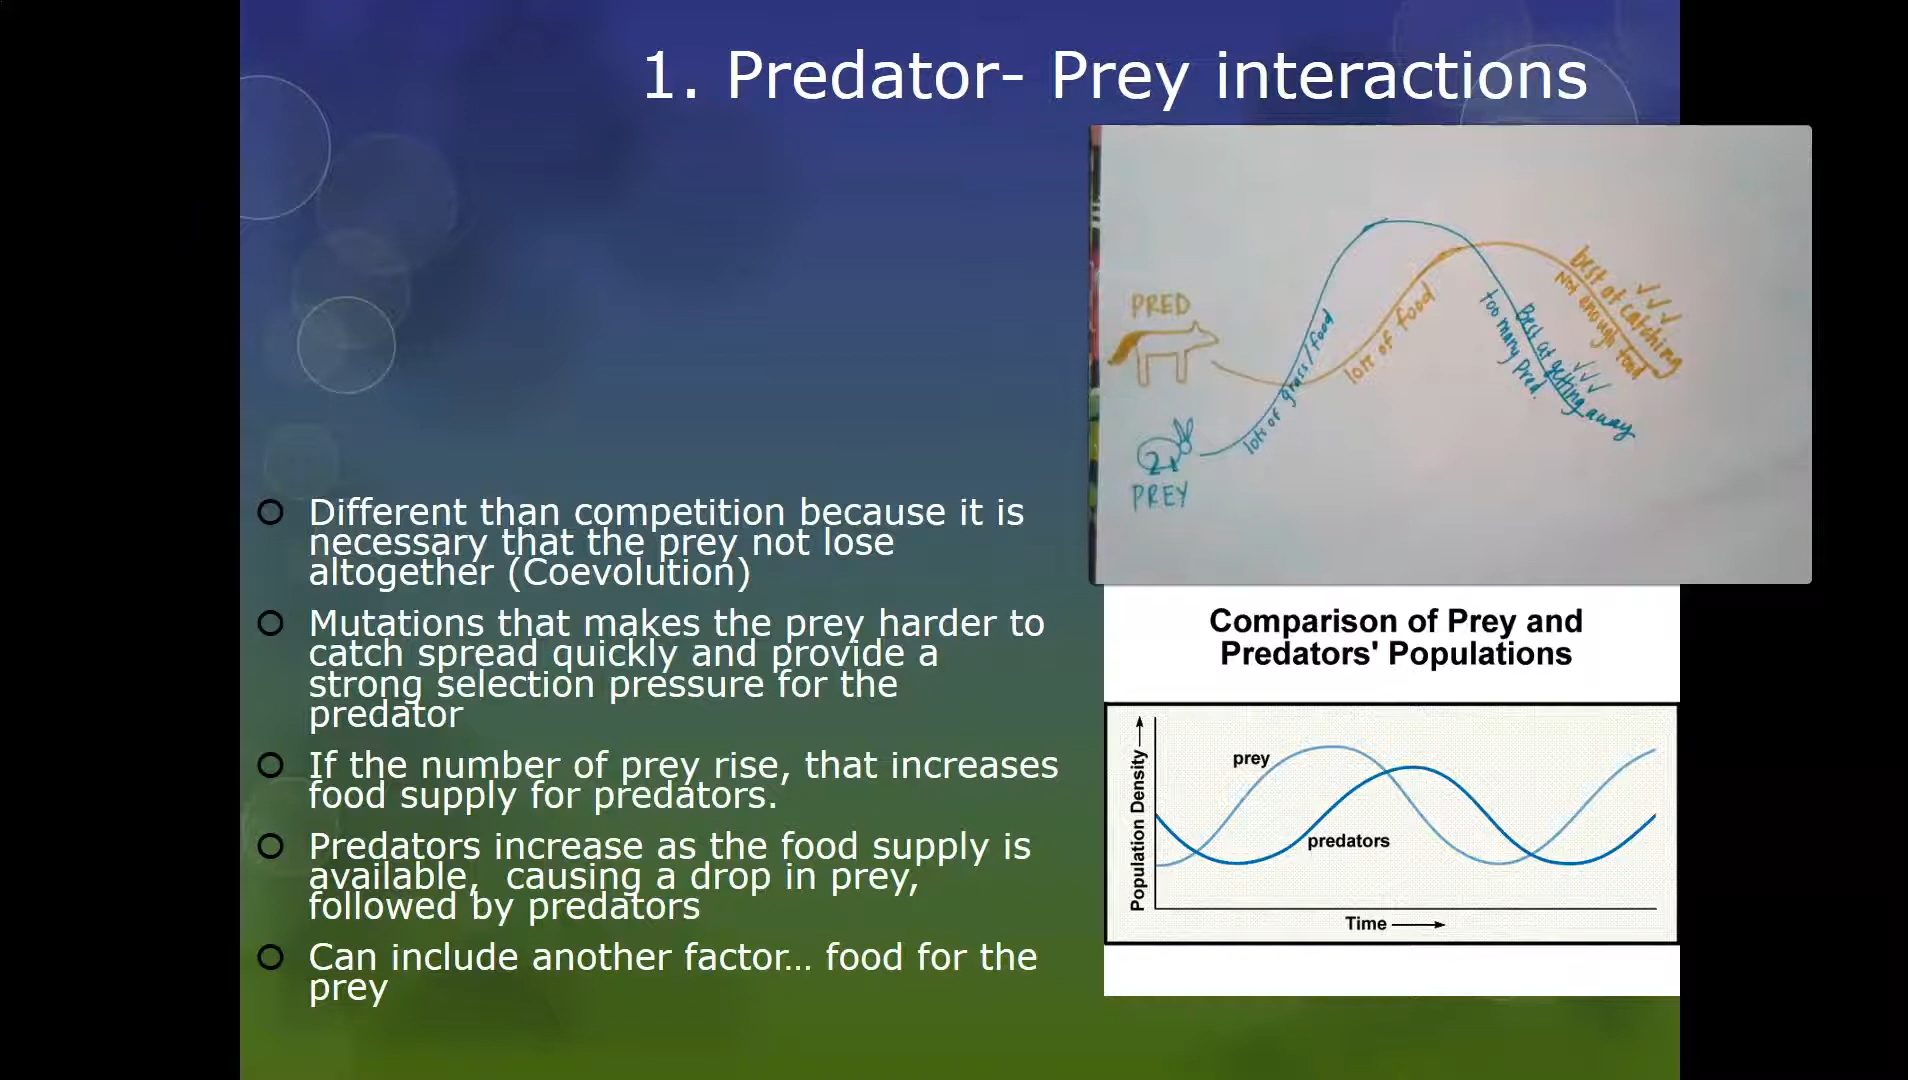 1. Predator- Prey interactions
PRED
PREY
lots of grass/food
lots of food
too many pred.
Best at getting away
best at catching
Not enough food
Different than competition because it is
necessary that the prey not lose
altogether (Coevolution)
Mutations that makes the prey harder to
catch spread quickly and provide a
strong selection pressure for the
predator
If the number of prey rise, that increases
food supply for predators.
Predators increase as the food supply is
available,  causing a drop in prey,
followed by predators
Can include another factor… food for the
prey
Comparison of Prey and
Predators' Populations
Population Density
prey
predators
Time